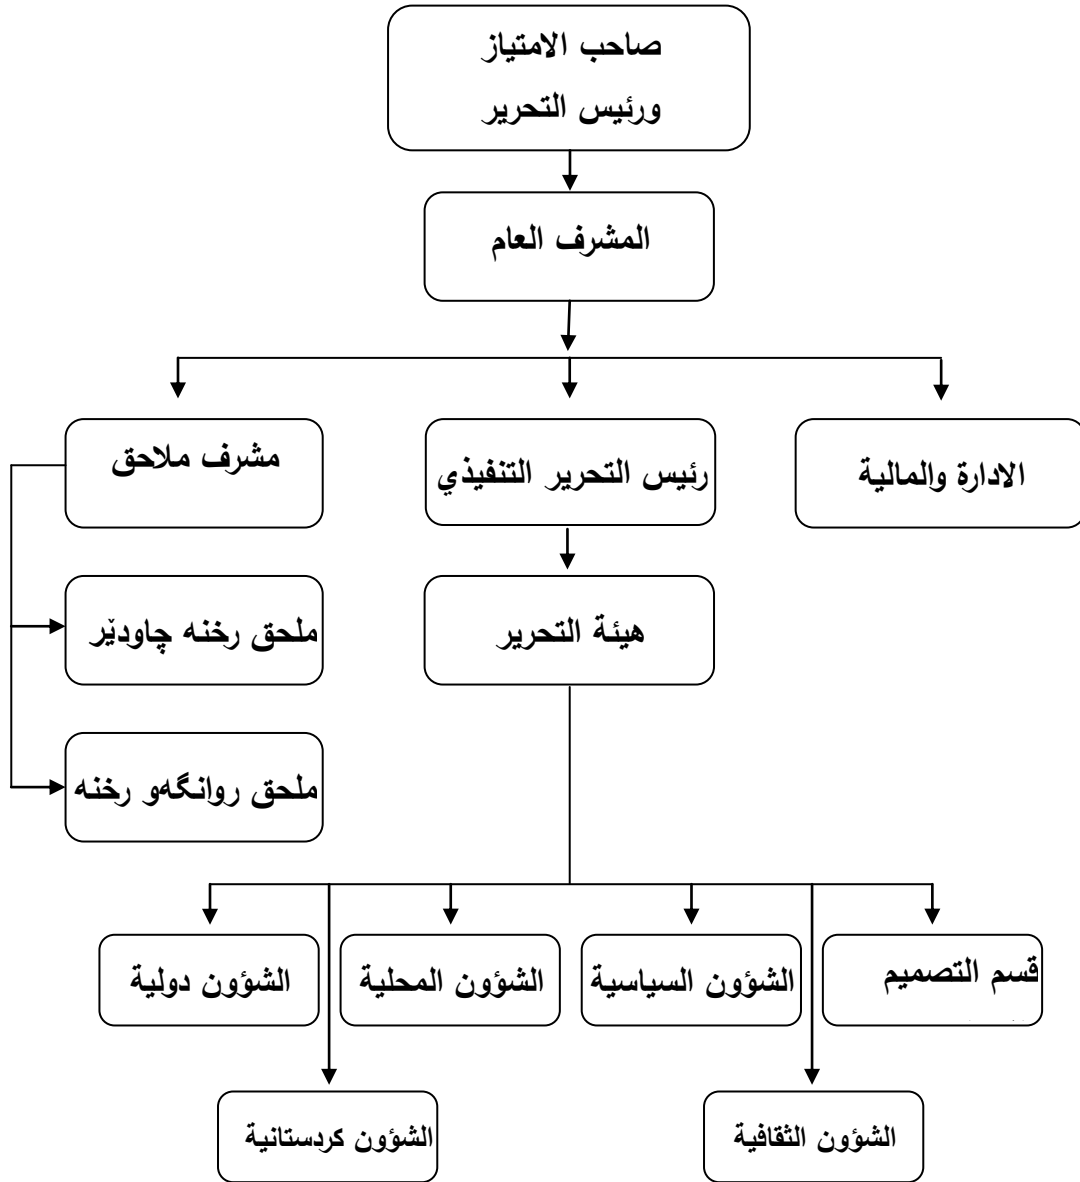 صاحب الامتياز
ورئيس التحرير
المشرف العام
الادارة والمالية
رئيس التحرير التنفيذي
مشرف ملاحق
هيئة التحرير
ملحق رخنه چاودێر
ملحق روانگهو رخنه
قسم التصميم
الشؤون السياسية
الشؤون المحلية
الشؤون دولية
الشؤون الثقافية
الشؤون كردستانية